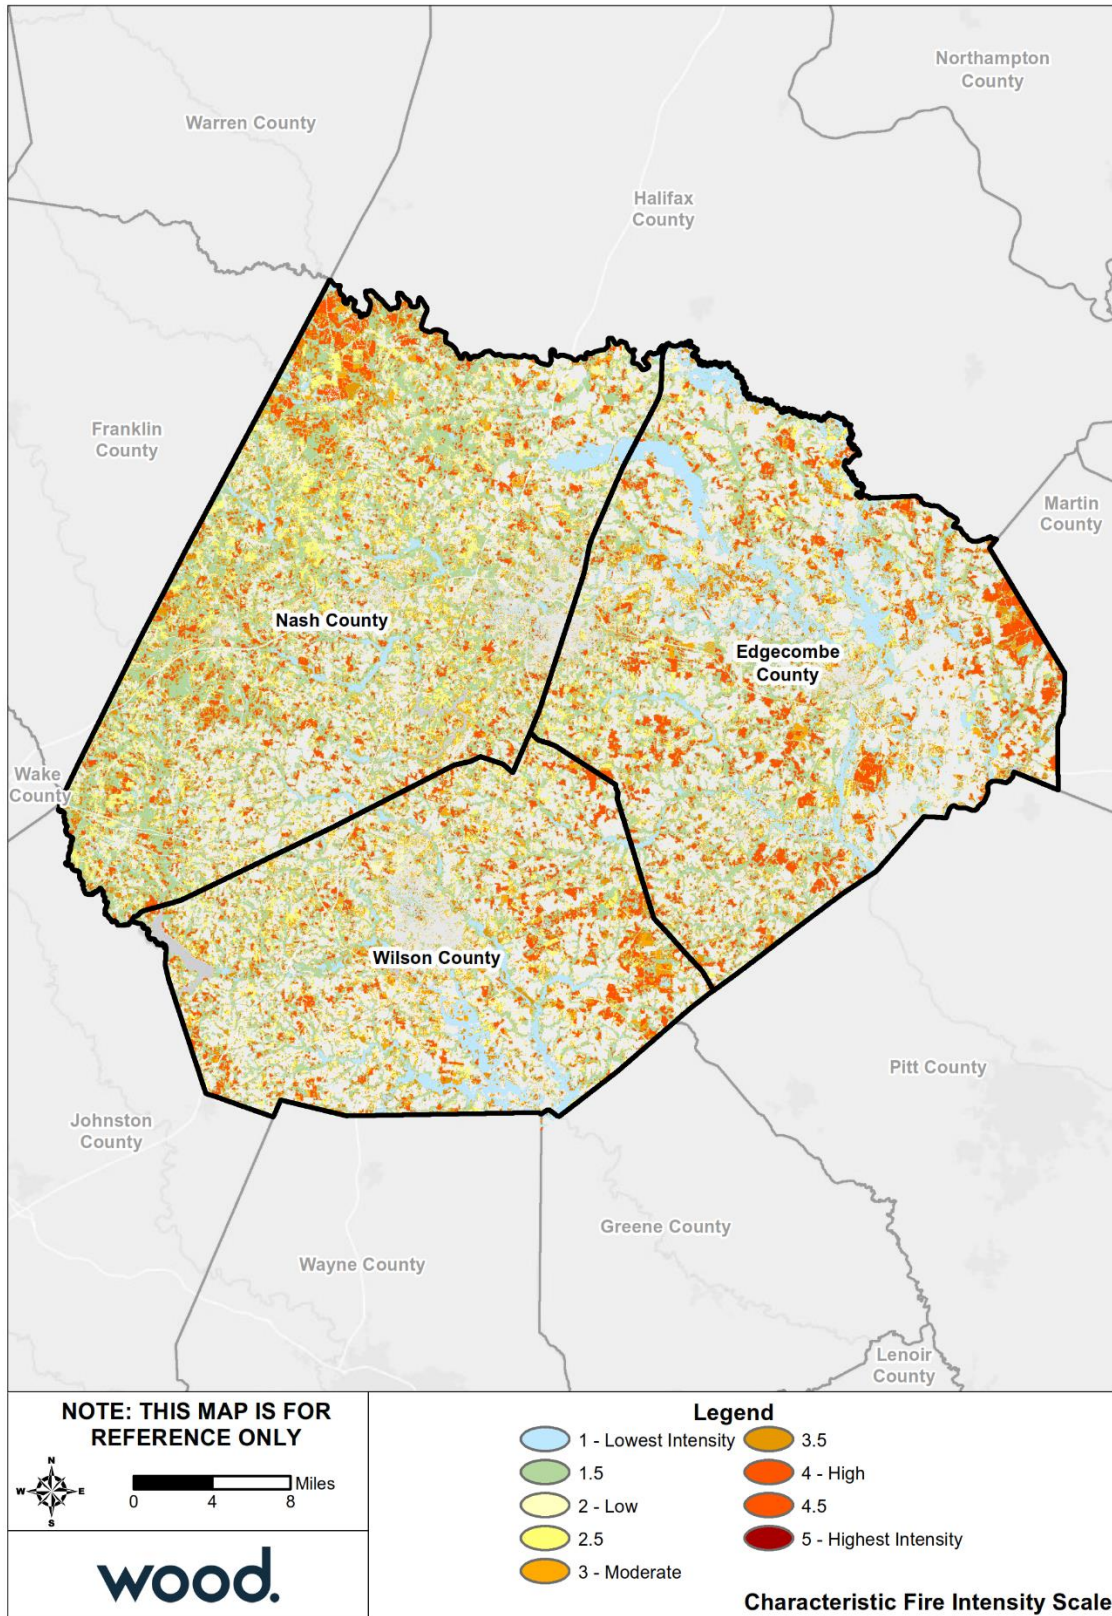 Northampton
County
Warren County
Halifax
County
Franklin
County
Martin
County
Nash County
Edgecombe
County
Wake
County
Wilson County
Pitt County
Johnston
County
Greene County
Wayne County
Lenoir
County
NOTE: THIS MAP IS FOR
REFERENCE ONLY
N
W E
S
Miles
0 4 8
wood.
Legend
1 - Lowest Intensity
1.5
2 - Low
2.5
3 - Moderate
3.5
4 - High
4.5
5 - Highest Intensity
Characteristic Fire Intensity Scale